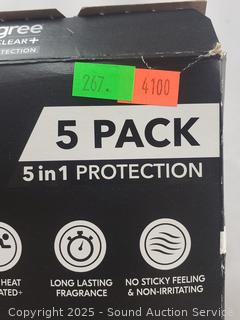 gree
CLEAR+
TECTION
267.
4100
5 PACK
5 in 1 PROTECTION
HEAT
ATED+
LONG LASTING
FRAGRANCE
NO STICKY FEELING
& NON-IRRITATING
Copyright 2025 - Sound Auction Service